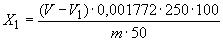 X₁ = (V – V₁) · 0,001772 · 250 · 100 / m · 50